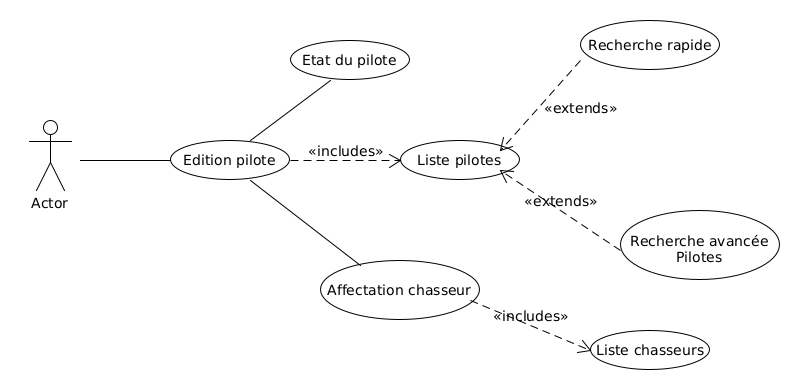 Recherche rapide
Etat du pilote
«extends»
«includes»
Edition pilote
Liste pilotes
Actor
«extends»
Recherche avancée
Pilotes
Affectation chasseur
«includes»
Liste chasseurs